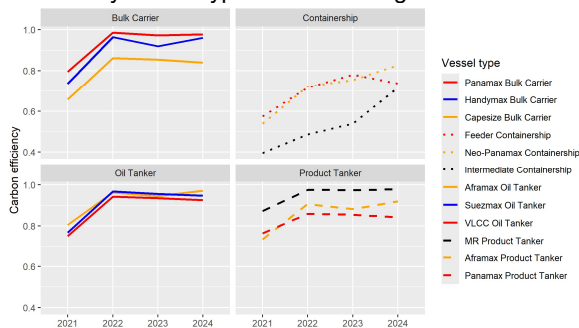 Bulk Carrier
Containership
1.0
0.8
0.6
0.4
Oil Tanker
Product Tanker
1.0
0.8
0.6
0.4
2021
2022
2023
2024
2021
2022
2023
2024
Carbon efficiency
Vessel type
Panamax Bulk Carrier
Handymax Bulk Carrier
Capesize Bulk Carrier
Feeder Containership
Neo-Panamax Containership
Intermediate Containership
Aframax Oil Tanker
Suezmax Oil Tanker
VLCC Oil Tanker
MR Product Tanker
Aframax Product Tanker
Panamax Product Tanker